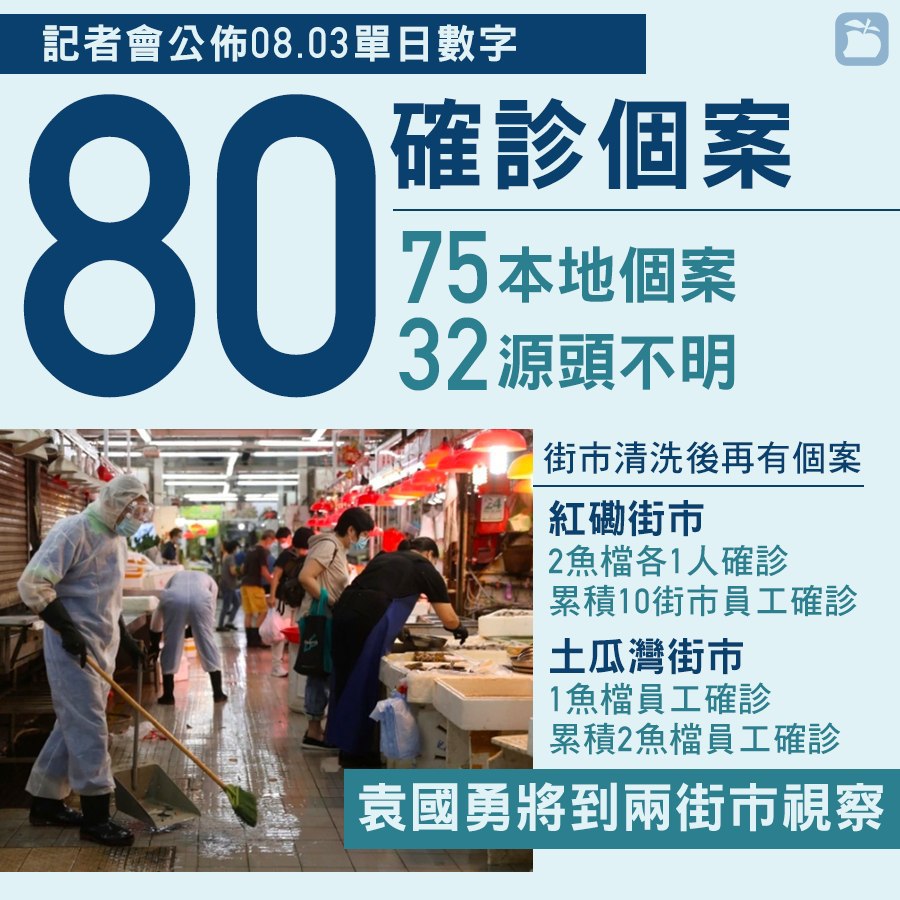 記者會公佈08.03單日數字
80 確診個案
75本地個案
32源頭不明
街市清洗後再有個案
紅磡街市
2魚檔各1人確診
累積10街市員工確診
土瓜灣街市
1魚檔員工確診
累積2魚檔員工確診
袁國勇將到兩街市視察
24